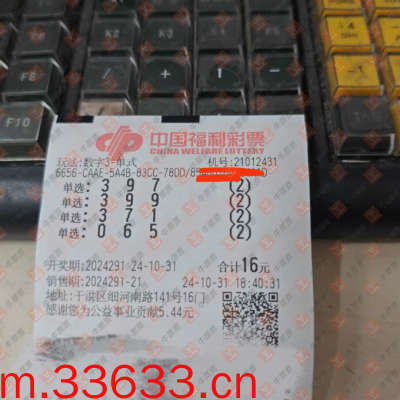 中国福利彩票
CHINA WELFARE LOTTERY
玩法:数字3-单式 机号:21012431
6656-CAAE-5A4B-83CC-78DD/8
单选: 3 9 7 (2)
单选: 3 9 9 (2)
单选: 3 7 1 (2)
单选: 0 6 5 (2)
开奖期:2024291 24-10-31 合计16元
销售期:2024291-21 24-10-31 18:40:31
地址:于洪区细河南路141号16门
感谢您为公益事业贡献5.44元
m.33633.cn
F10